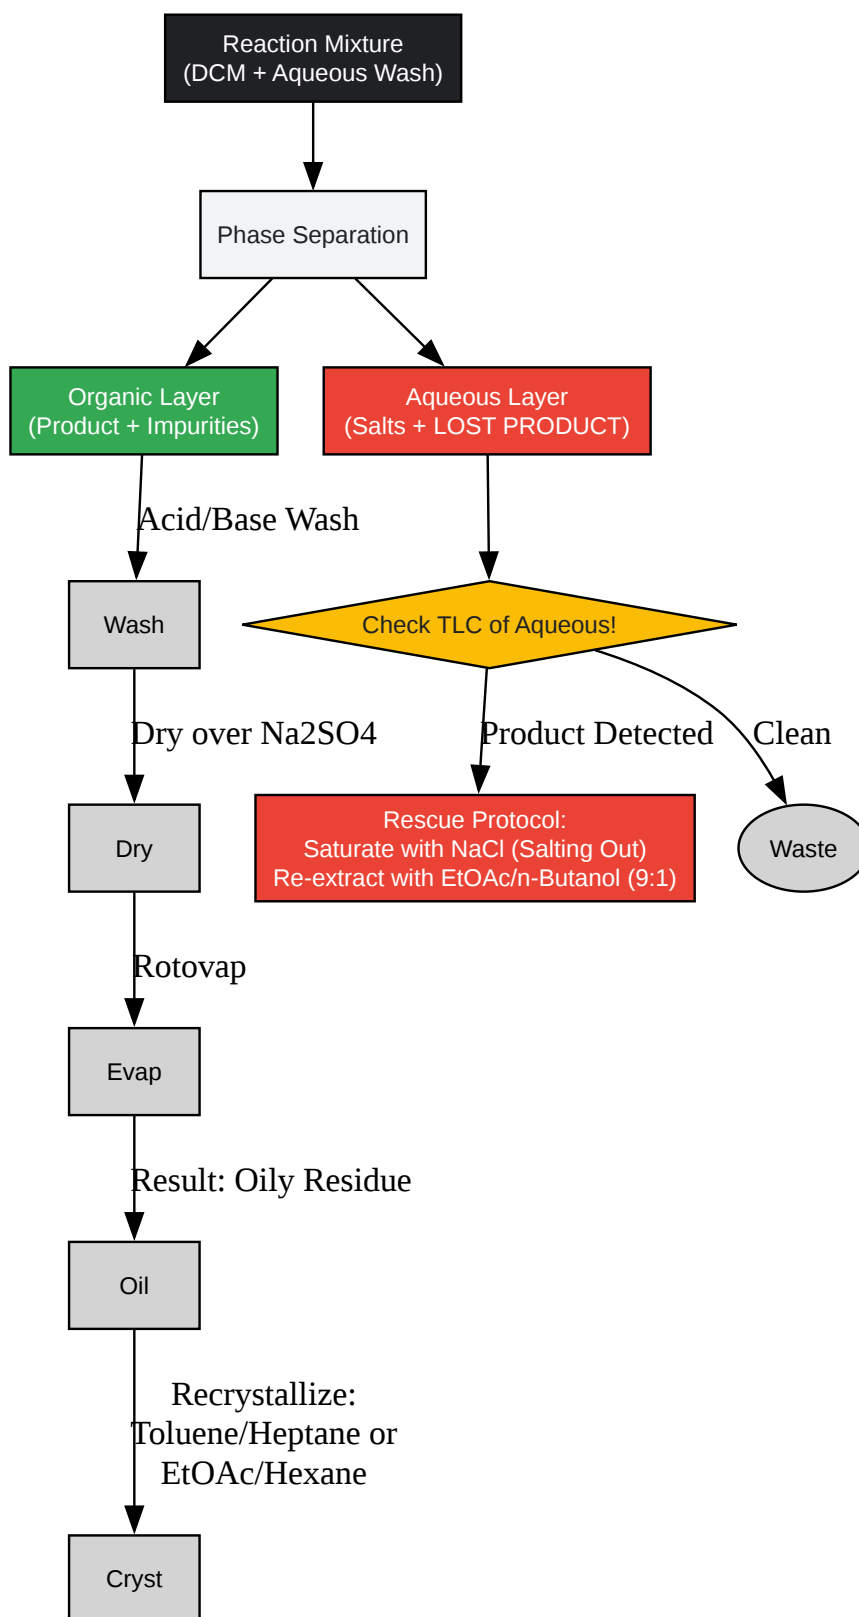 Reaction Mixture
(DCM + Aqueous Wash)
Phase Separation
Organic Layer
(Product + Impurities)
Aqueous Layer
(Salts + LOST PRODUCT)
Acid/Base Wash
Wash
Check TLC of Aqueous!
Dry over Na2SO4
Product Detected
Clean
Dry
Rescue Protocol:
Saturate with NaCl (Salting Out)
Re-extract with EtOAc/n-Butanol (9:1)
Waste
Rotovap
Evap
Result: Oily Residue
Oil
Recrystallize:
Toluene/Heptane or
EtOAc/Hexane
Cryst